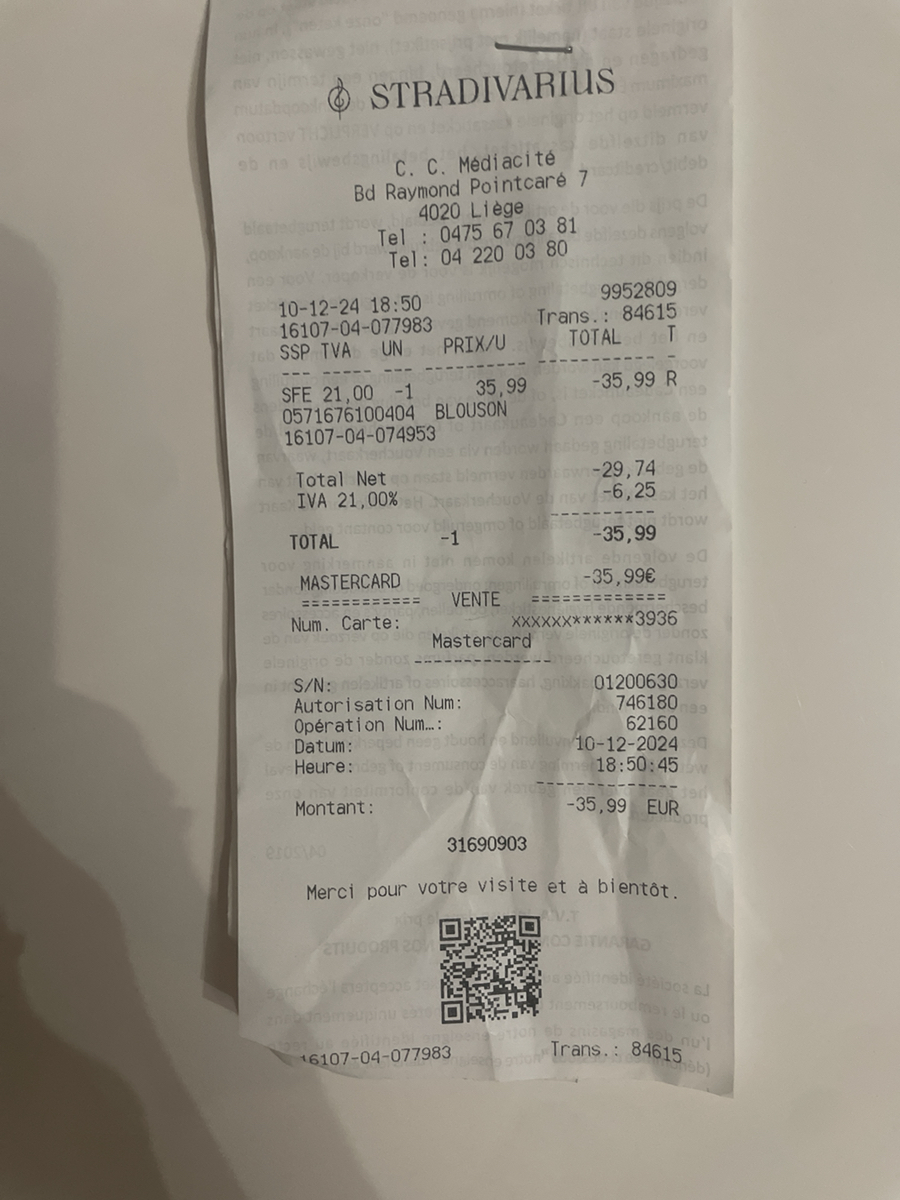 STRADIVARIUS
C. C. Médiacité
Bd Raymond Pointcaré 7
4020 Liège
Tel : 0475 67 03 81
Tel: 04 220 03 80
10-12-24 18:50 9952809
16107-04-077983 Trans.: 84615
SSP TVA UN PRIX/U TOTAL T
--- ----- --- ---------- ----------- -
SFE 21,00 -1 35,99 -35,99 R
0571676100404 BLOUSON
16107-04-074953
Total Net -29,74
IVA 21,00% -6,25
----------
TOTAL -1 -35,99
MASTERCARD -35,99€
============ VENTE =============
Num. Carte: XXXXXX******3936
Mastercard
-------------
S/N: 01200630
Autorisation Num: 746180
Opération Num…: 62160
Datum: 10-12-2024
Heure: 18:50:45
--------------
Montant: -35,99 EUR
31690903
Merci pour votre visite et à bientôt.
16107-04-077983 Trans.: 84615